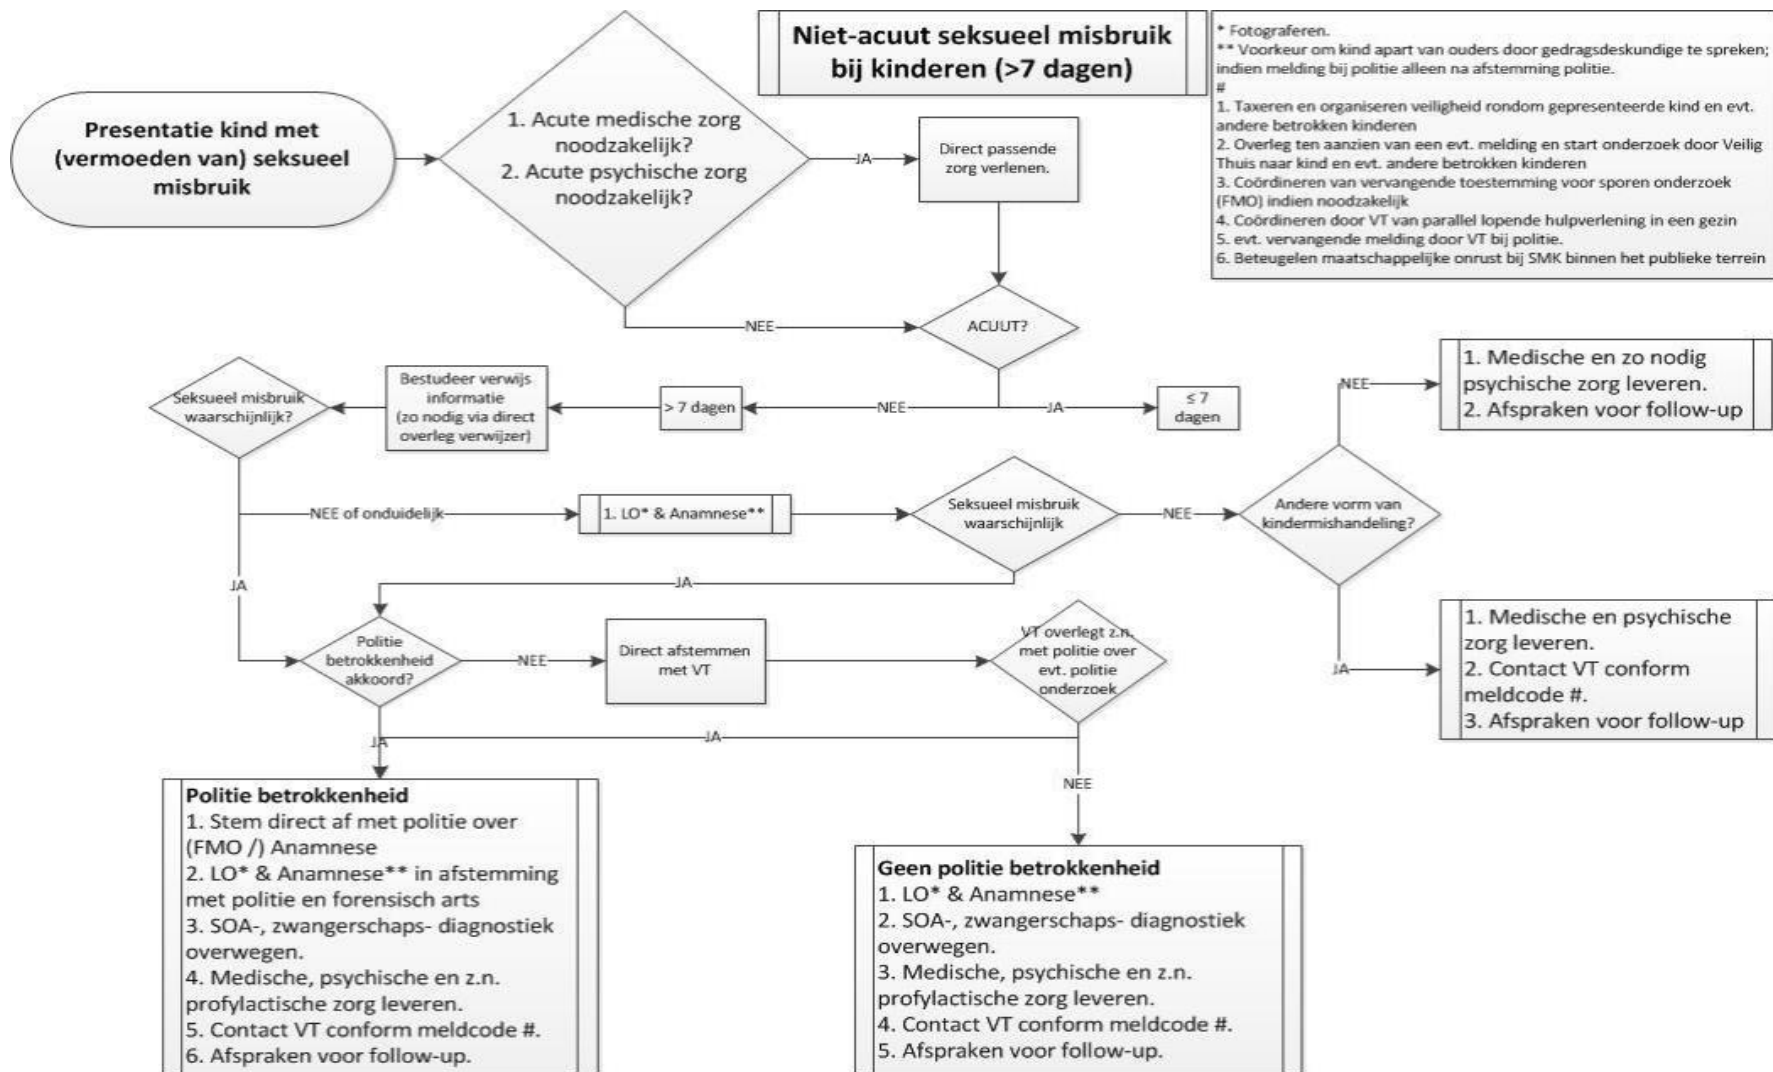 Niet-acuut seksueel misbruik
bij kinderen (>7 dagen)
* Fotograferen.
** Voorkeur om kind apart van ouders door gedragsdeskundige te spreken;
indien melding bij politie alleen na afstemming politie.
#
1. Taxeren en organiseren veiligheid rondom gepresenteerde kind en evt.
andere betrokken kinderen
2. Overleg ten aanzien van een evt. melding en start onderzoek door Veilig
Thuis naar kind en evt. andere betrokken kinderen
3. Coördineren van vervangende toestemming voor sporen onderzoek
(FMO) indien noodzakelijk
4. Coördineren door VT van parallel lopende hulpverlening in een gezin
5. evt. vervangende melding door VT bij politie.
6. Beteugelen maatschappelijke onrust bij SMK binnen het publieke terrein
Presentatie kind met
(vermoeden van) seksueel
misbruik
1. Acute medische zorg
noodzakelijk?
2. Acute psychische zorg
noodzakelijk?
JA
Direct passende
zorg verlenen.
NEE
ACUUT?
NEE
JA
≤ 7
dagen
> 7 dagen
Bestudeer verwijs
informatie
(zo nodig via direct
overleg verwijzer)
Seksueel misbruik
waarschijnlijk?
NEE of onduidelijk
1. LO* & Anamnese**
Seksueel misbruik
waarschijnlijk
NEE
Andere vorm van
kindermishandeling?
NEE
1. Medische en zo nodig
psychische zorg leveren.
2. Afspraken voor follow-up
JA
1. Medische en psychische
zorg leveren.
2. Contact VT conform
meldcode #.
3. Afspraken voor follow-up
JA
JA
Politie
betrokkenheid
akkoord?
NEE
Direct afstemmen
met VT
VT overlegt z.n.
met politie over
evt. politie
onderzoek
JA
JA
NEE
Politie betrokkenheid
1. Stem direct af met politie over
(FMO /) Anamnese
2. LO* & Anamnese** in afstemming
met politie en forensisch arts
3. SOA-, zwangerschaps- diagnostiek
overwegen.
4. Medische, psychische en z.n.
profylactische zorg leveren.
5. Contact VT conform meldcode #.
6. Afspraken voor follow-up.
Geen politie betrokkenheid
1. LO* & Anamnese**
2. SOA-, zwangerschaps- diagnostiek
overwegen.
3. Medische, psychische en z.n.
profylactische zorg leveren.
4. Contact VT conform meldcode #.
5. Afspraken voor follow-up.